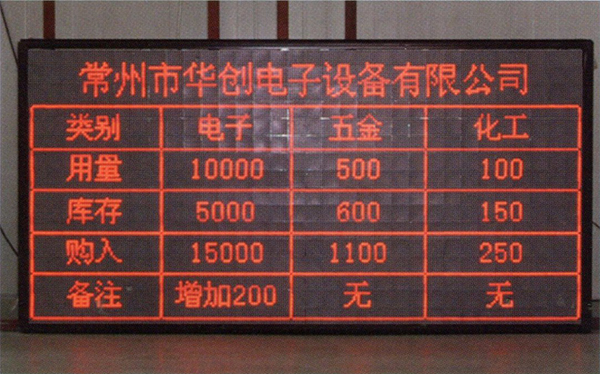 常州市华创电子设备有限公司
类别 电子 五金 化工
用量 10000 500 100
库存 5000 600 150
购入 15000 1100 250
备注 增加200 无 无